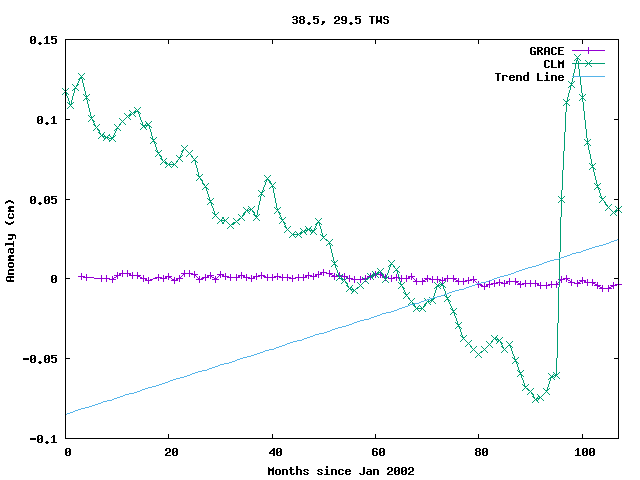 38.5, 29.5 TWS
0.15
GRACE
CLM
Trend Line
0.1
0.05
Anomaly (cm)
0
-0.05
-0.1
0 20 40 60 80 100
Months since Jan 2002